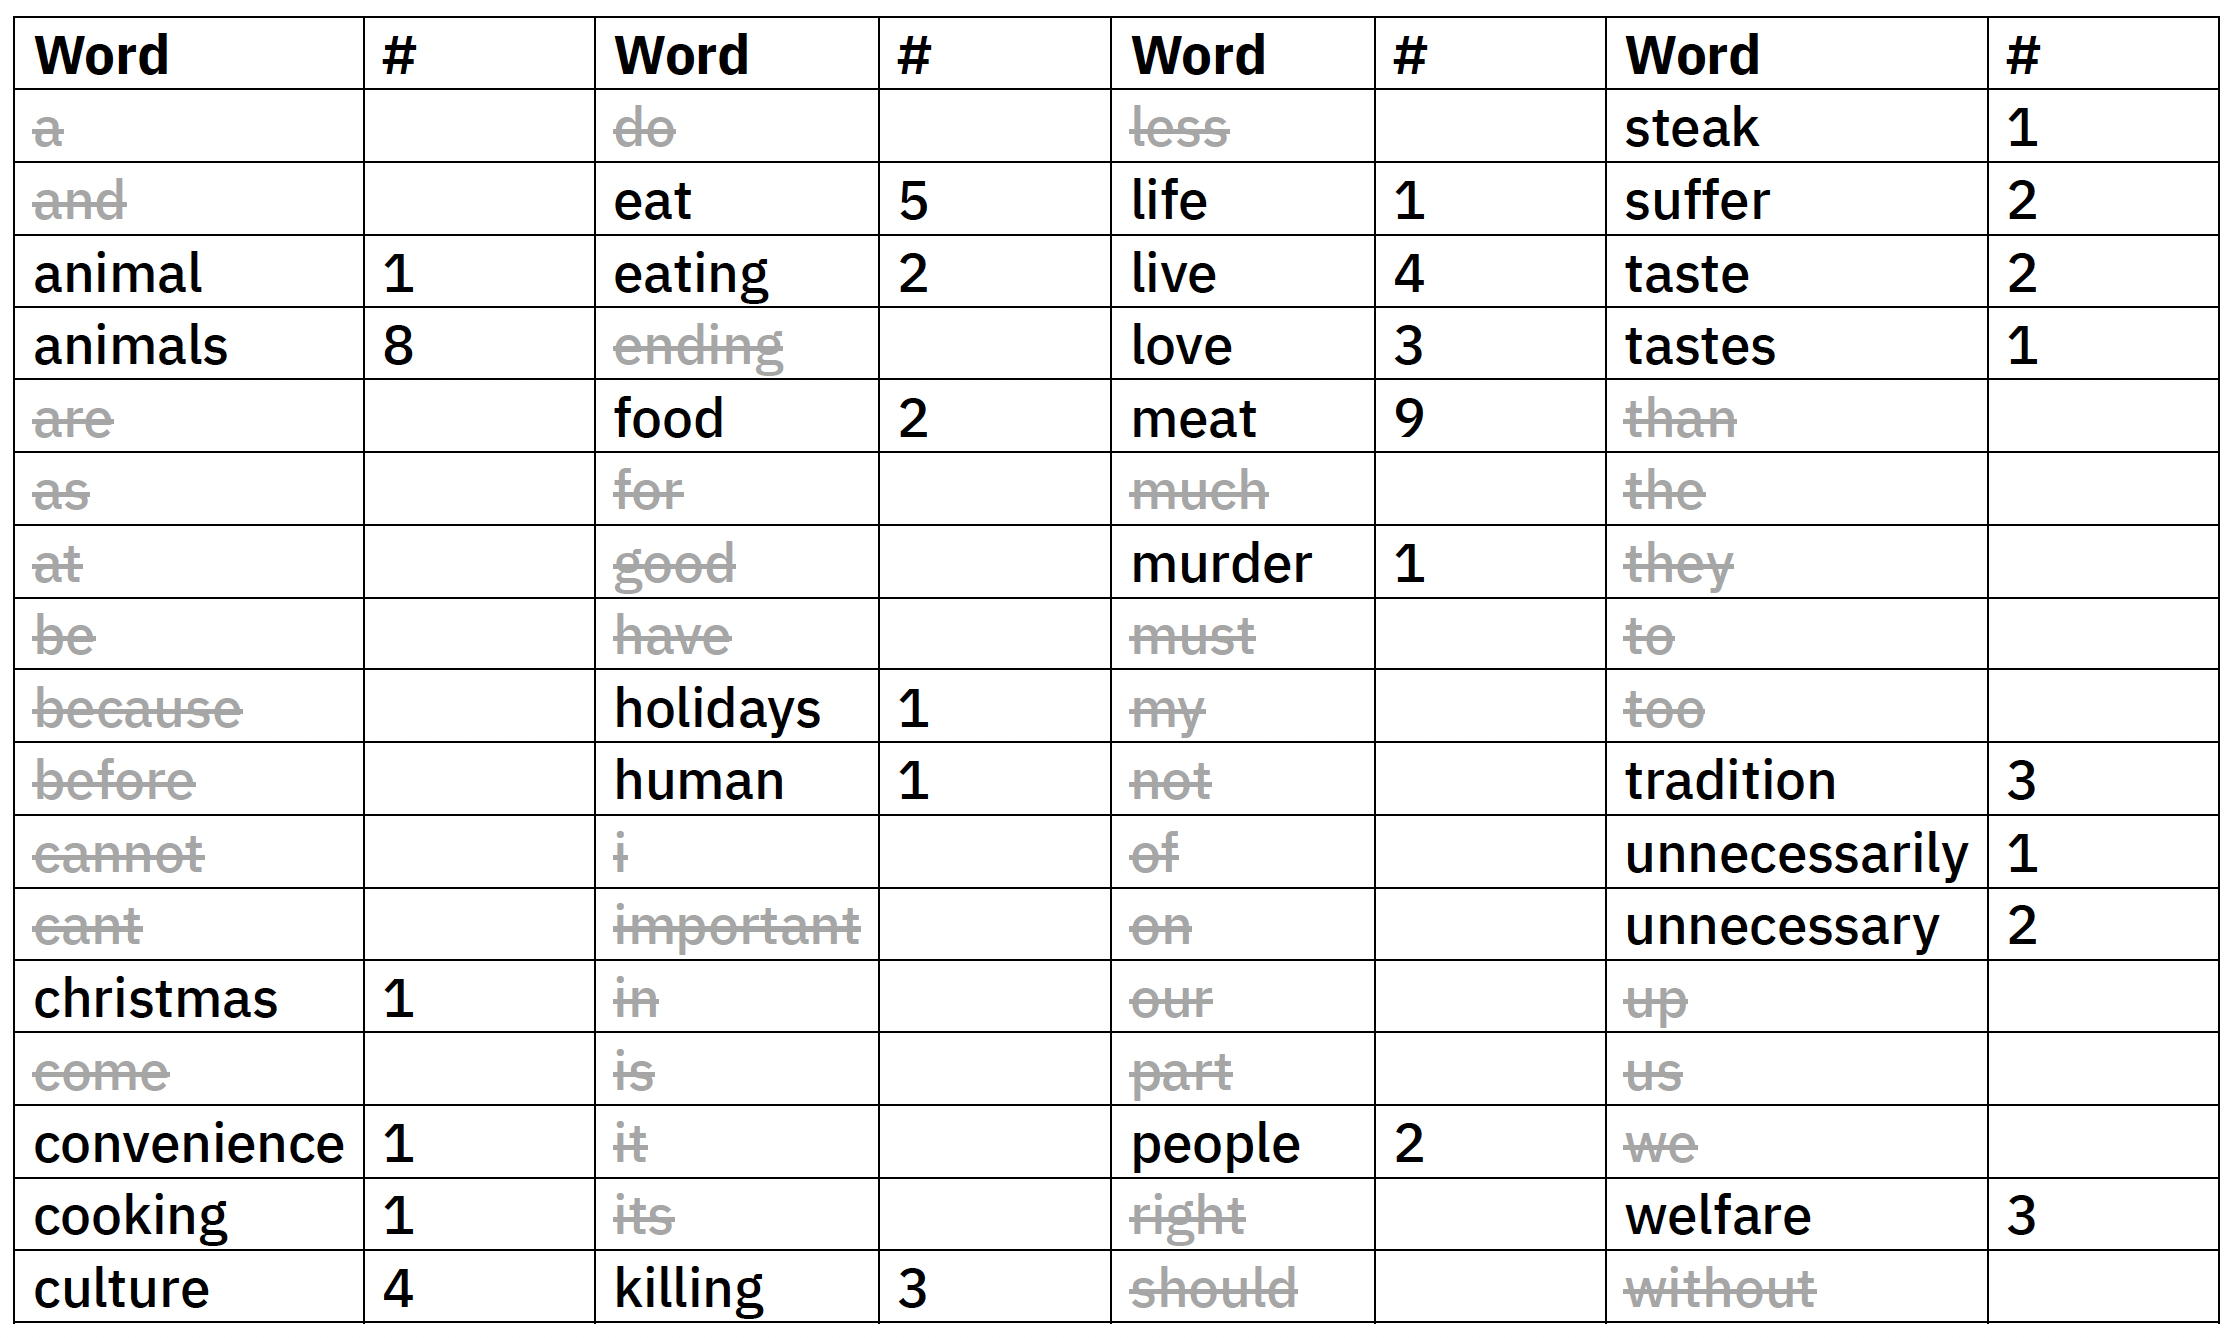 Word # Word # Word # Word #
a do less steak 1
and eat 5 life 1 suffer 2
animal 1 eating 2 live 4 taste 2
animals 8 ending love 3 tastes 1
are food 2 meat 9 than
as for much the
at good murder 1 they
be have must to
because holidays 1 my too
before human 1 not tradition 3
cannot i of unnecessarily 1
cant important on unnecessary 2
christmas 1 in our up
come is part us
convenience 1 it people 2 we
cooking 1 its right welfare 3
culture 4 killing 3 should without